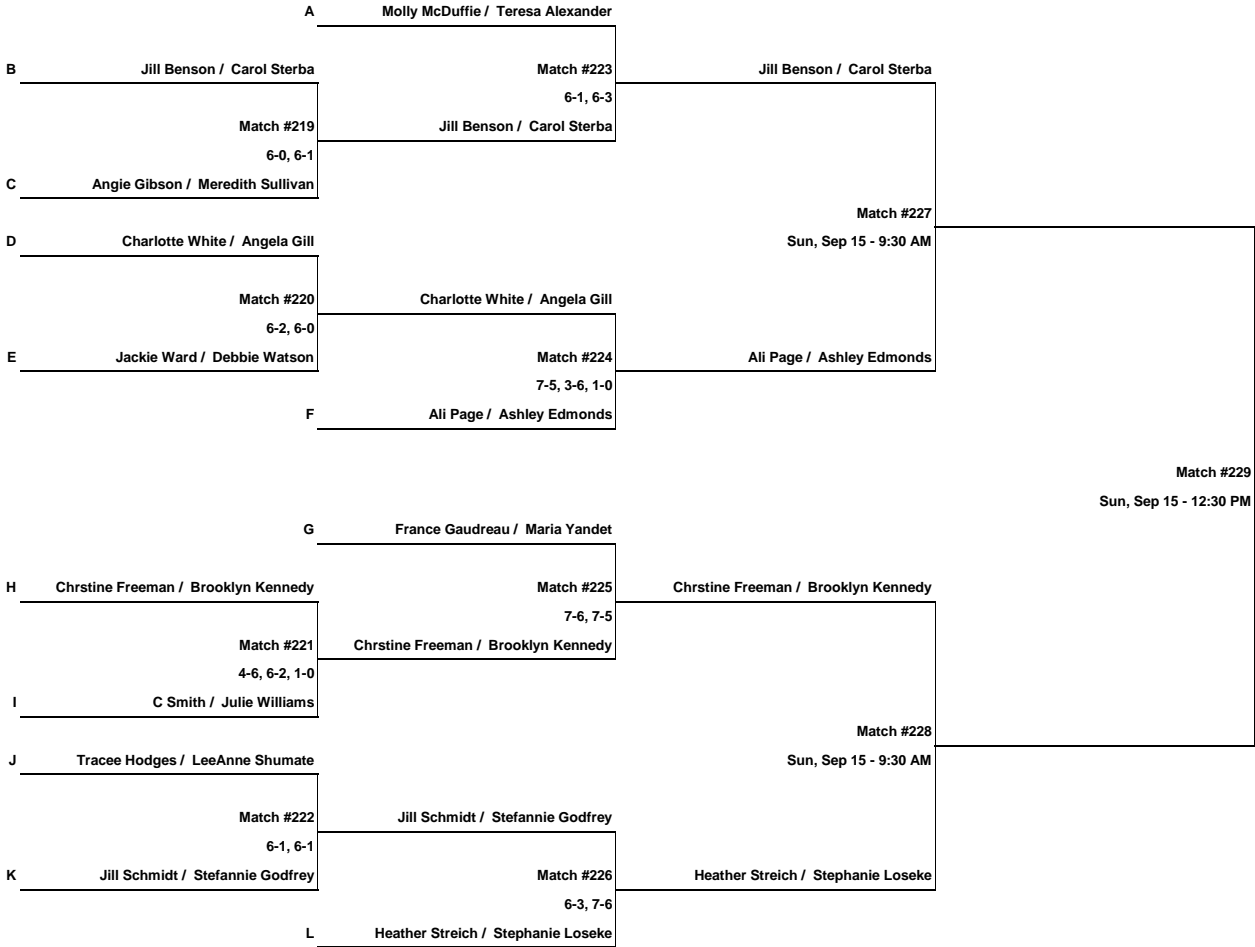 A Molly McDuffie / Teresa Alexander
B Jill Benson / Carol Sterba Match #223 Jill Benson / Carol Sterba
6-1, 6-3
Match #219 Jill Benson / Carol Sterba
6-0, 6-1
C Angie Gibson / Meredith Sullivan
Match #227
D Charlotte White / Angela Gill Sun, Sep 15 - 9:30 AM
Match #220 Charlotte White / Angela Gill
6-2, 6-0
E Jackie Ward / Debbie Watson Match #224 Ali Page / Ashley Edmonds
7-5, 3-6, 1-0
F Ali Page / Ashley Edmonds
Match #229
Sun, Sep 15 - 12:30 PM
G France Gaudreau / Maria Yandet
H Chrstine Freeman / Brooklyn Kennedy Match #225 Chrstine Freeman / Brooklyn Kennedy
7-6, 7-5
Match #221 Chrstine Freeman / Brooklyn Kennedy
4-6, 6-2, 1-0
I C Smith / Julie Williams
Match #228
J Tracee Hodges / LeeAnne Shumate Sun, Sep 15 - 9:30 AM
Match #222 Jill Schmidt / Stefannie Godfrey
6-1, 6-1
K Jill Schmidt / Stefannie Godfrey Match #226 Heather Streich / Stephanie Loseke
6-3, 7-6
L Heather Streich / Stephanie Loseke